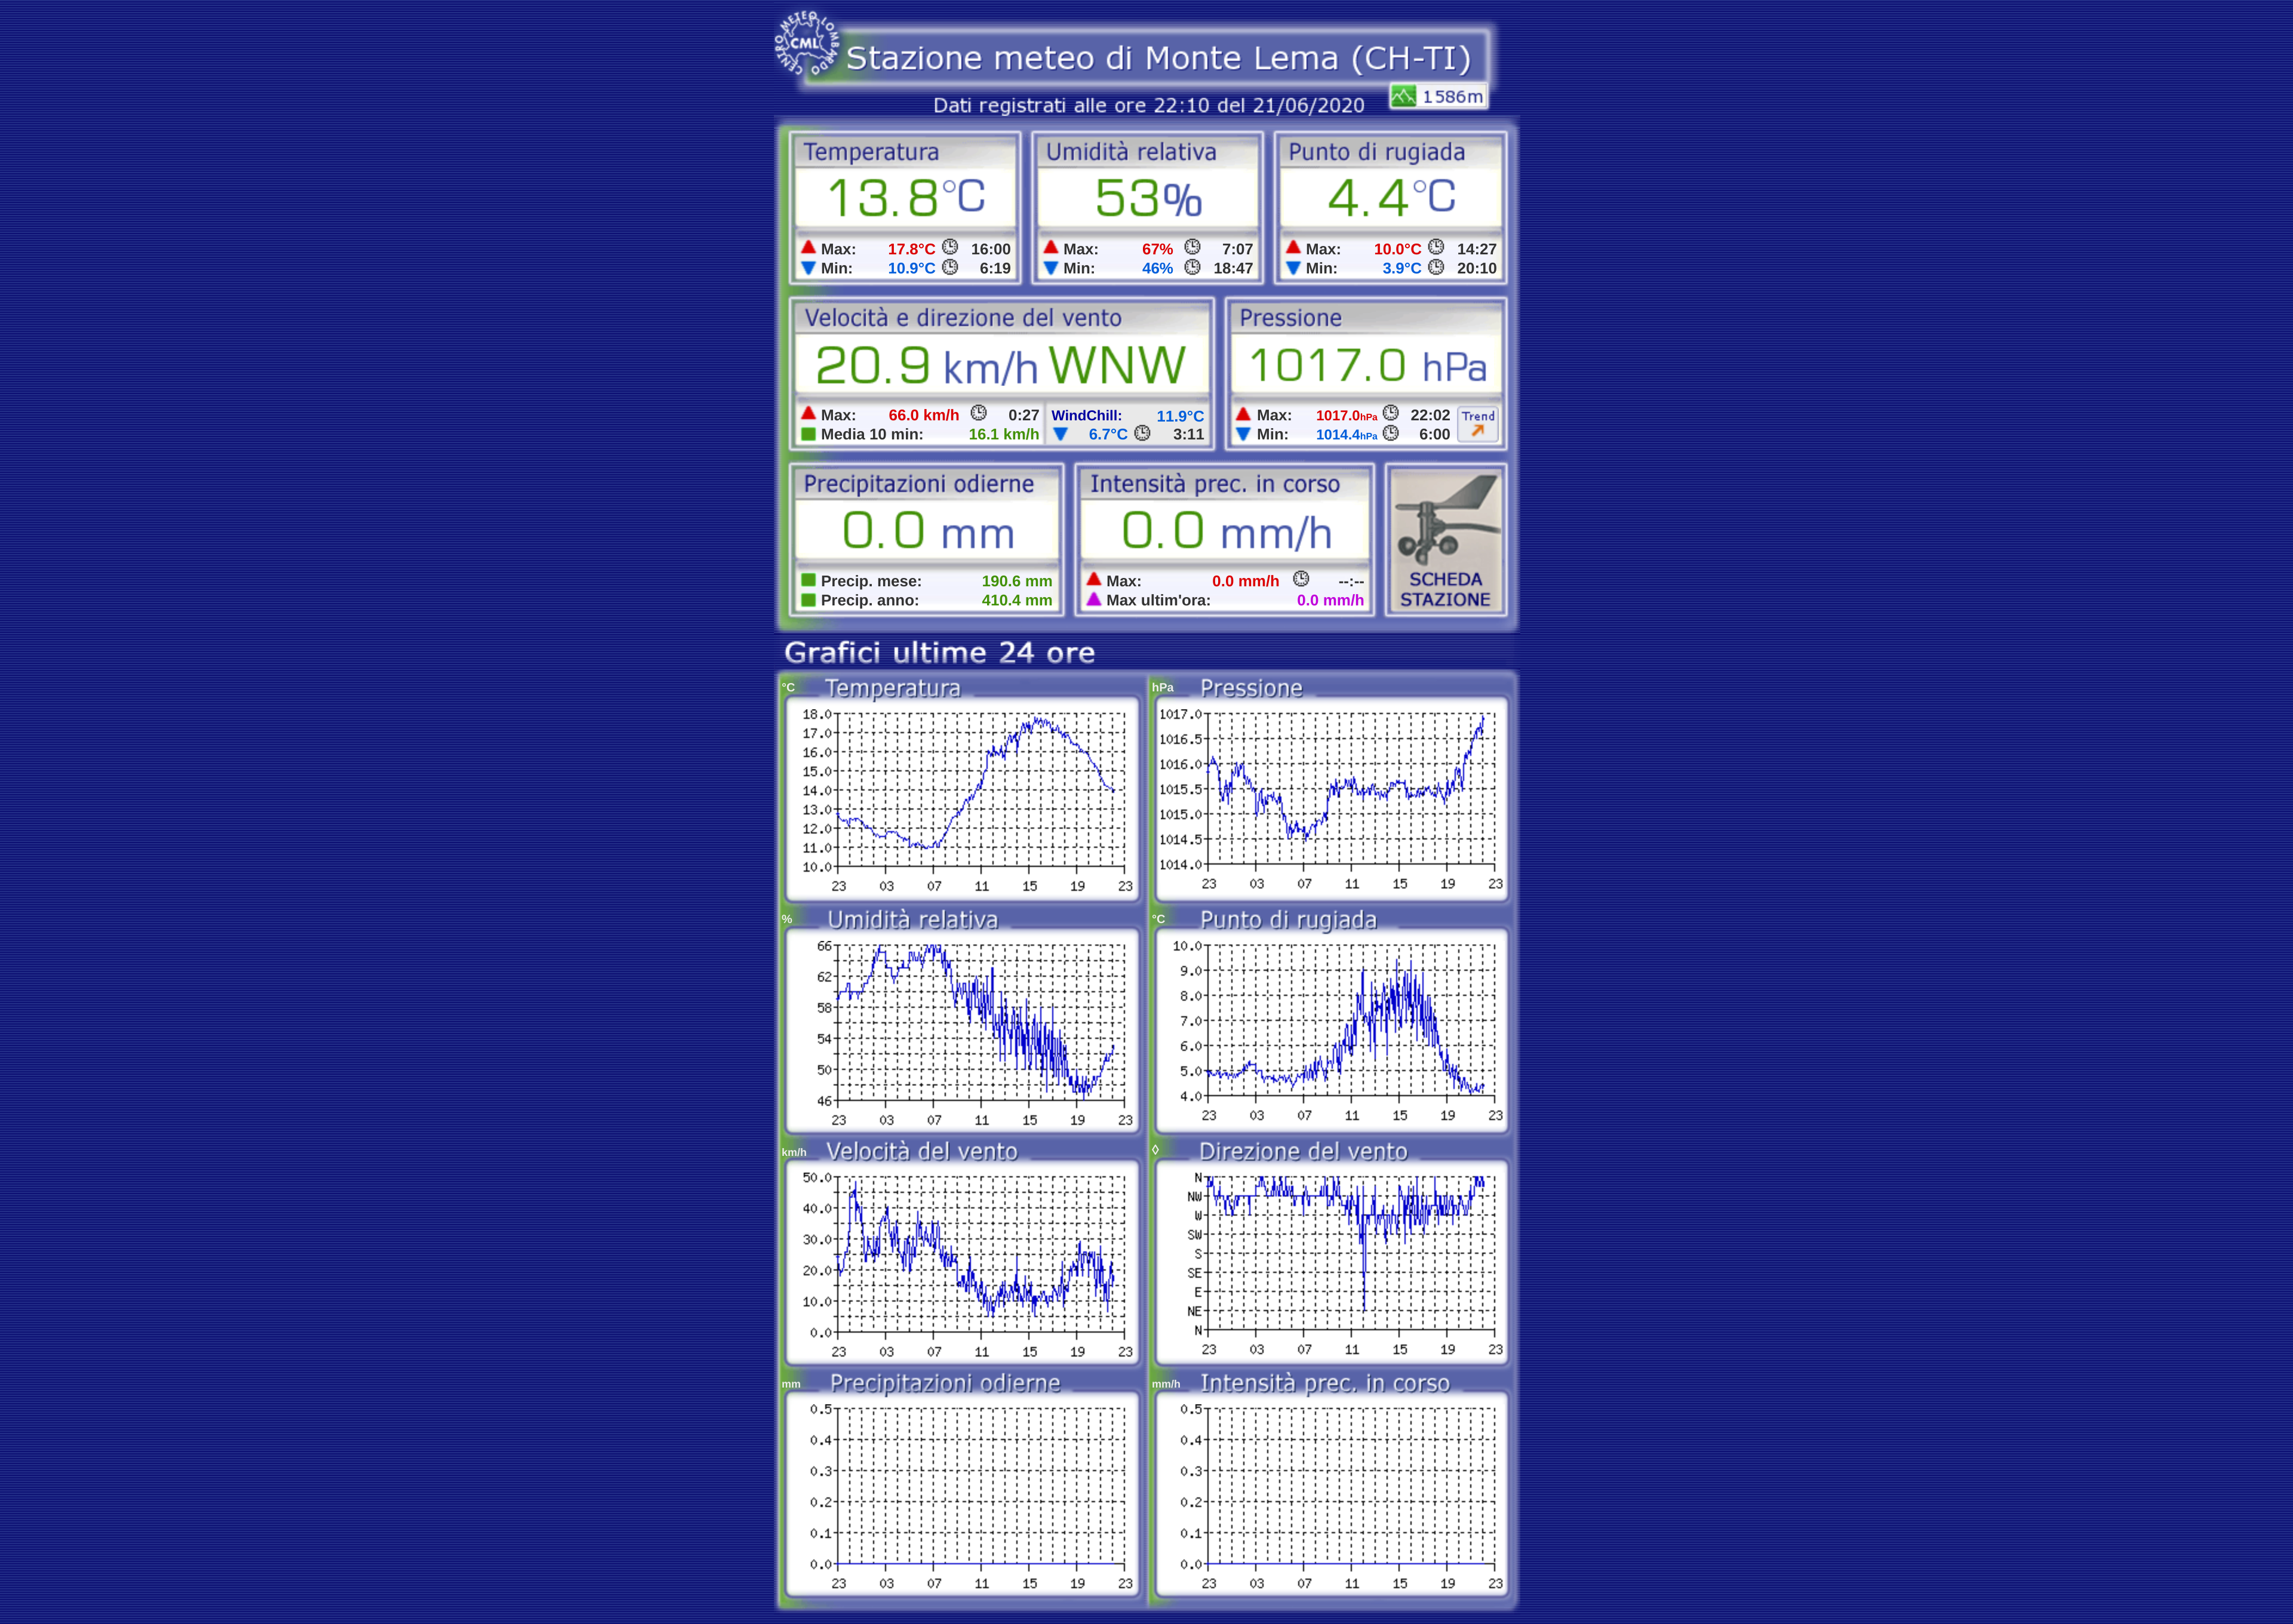 CENTRO METEO LOMBARDO
CML
Stazione meteo di Monte Lema (CH-TI)
Dati registrati alle ore 22:10 del 21/06/2020
1586m
Temperatura
13.8°C
Max: 17.8°C 16:00
Min: 10.9°C 6:19
Umidità relativa
53%
Max: 67% 7:07
Min: 46% 18:47
Punto di rugiada
4.4°C
Max: 10.0°C 14:27
Min: 3.9°C 20:10
Velocità e direzione del vento
20.9 km/h WNW
Max: 66.0 km/h 0:27
Media 10 min: 16.1 km/h
WindChill: 11.9°C
6.7°C 3:11
Pressione
1017.0 hPa
Max: 1017.0hPa 22:02
Min: 1014.4hPa 6:00
Trend
Precipitazioni odierne
0.0 mm
Precip. mese: 190.6 mm
Precip. anno: 410.4 mm
Intensità prec. in corso
0.0 mm/h
Max: 0.0 mm/h --:--
Max ultim'ora: 0.0 mm/h
SCHEDA
STAZIONE
Grafici ultime 24 ore
°C Temperatura
18.0
17.0
16.0
15.0
14.0
13.0
12.0
11.0
10.0
23 03 07 11 15 19 23
hPa Pressione
1017.0
1016.5
1016.0
1015.5
1015.0
1014.5
1014.0
23 03 07 11 15 19 23
% Umidità relativa
66
62
58
54
50
46
23 03 07 11 15 19 23
°C Punto di rugiada
10.0
9.0
8.0
7.0
6.0
5.0
4.0
23 03 07 11 15 19 23
km/h Velocità del vento
50.0
40.0
30.0
20.0
10.0
0.0
23 03 07 11 15 19 23
◊ Direzione del vento
N
NW
W
SW
S
SE
E
NE
N
23 03 07 11 15 19 23
mm Precipitazioni odierne
0.5
0.4
0.3
0.2
0.1
0.0
23 03 07 11 15 19 23
mm/h Intensità prec. in corso
0.5
0.4
0.3
0.2
0.1
0.0
23 03 07 11 15 19 23